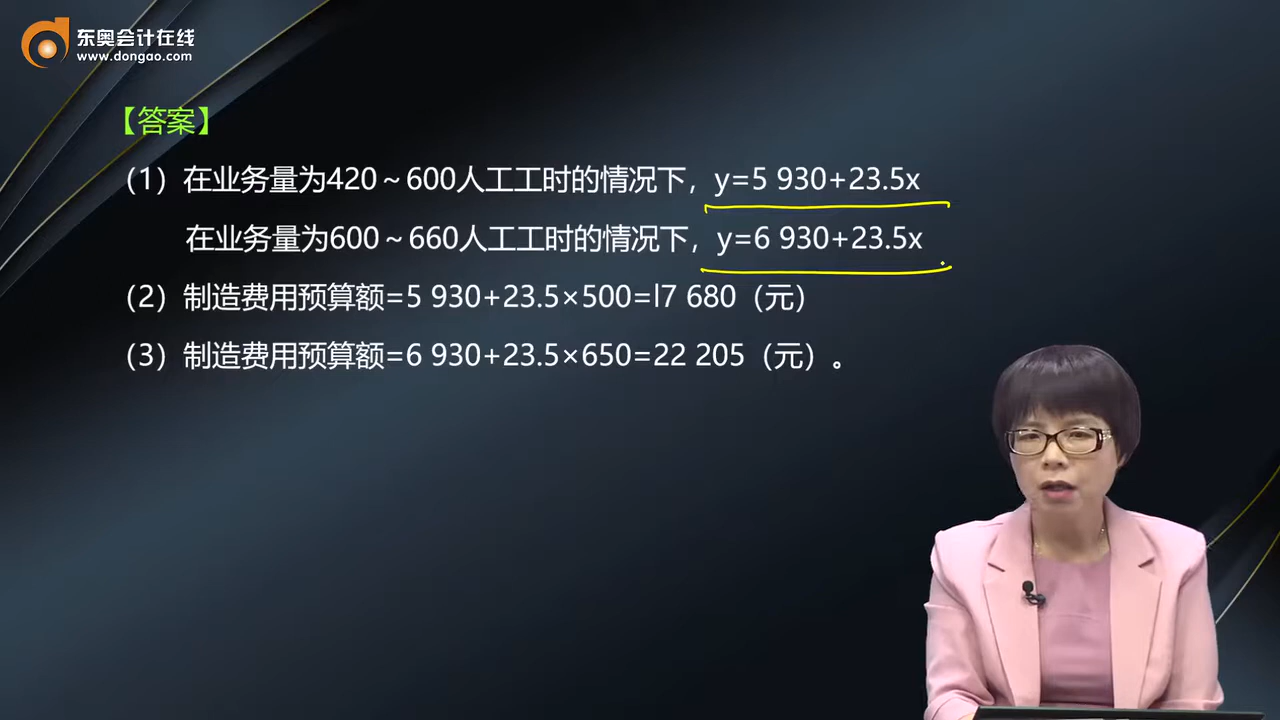 东奥会计在线
www.dongao.com
【答案】
（1）在业务量为420～600人工工时的情况下，y=5 930+23.5x
在业务量为600～660人工工时的情况下，y=6 930+23.5x
（2）制造费用预算额=5 930+23.5×500=l7 680（元）
（3）制造费用预算额=6 930+23.5×650=22 205（元）。